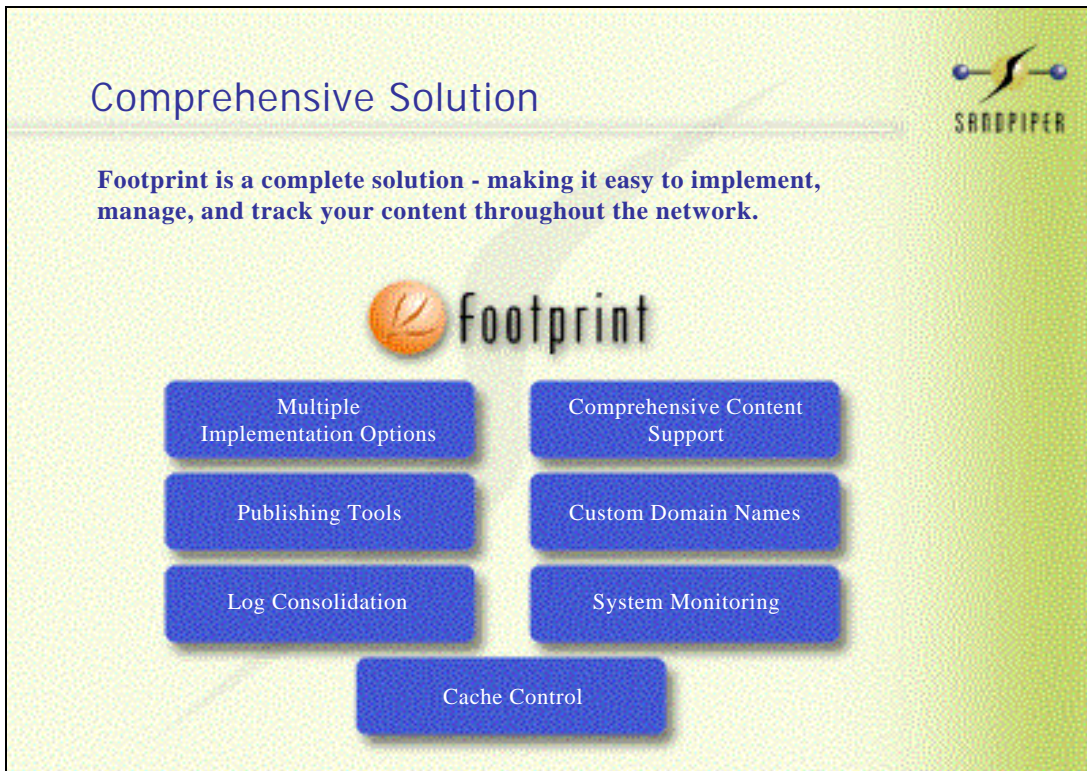 Comprehensive Solution
SANDPIPER
Footprint is a complete solution - making it easy to implement,
manage, and track your content throughout the network.
footprint
Multiple
Implementation Options
Comprehensive Content
Support
Publishing Tools
Custom Domain Names
Log Consolidation
System Monitoring
Cache Control